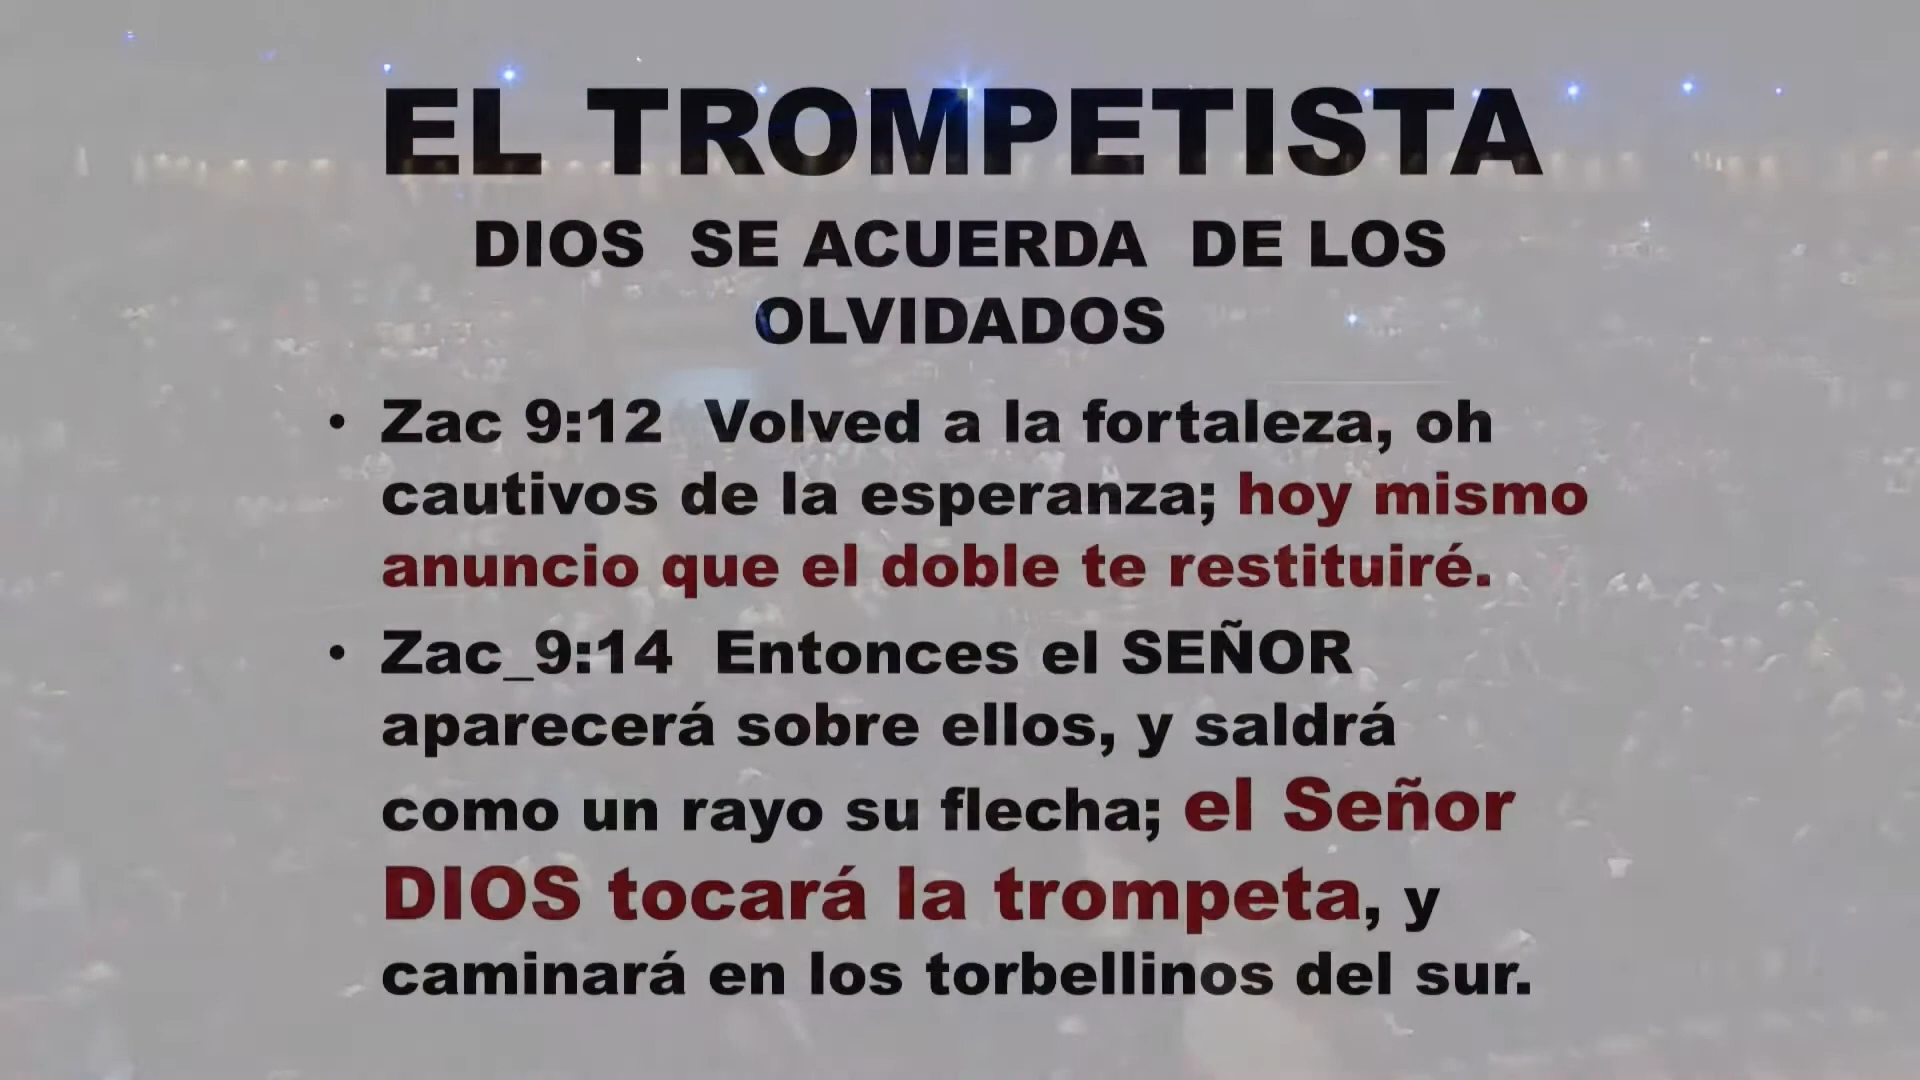 EL TROMPETISTA
DIOS SE ACUERDA DE LOS
OLVIDADOS
• Zac 9:12 Volved a la fortaleza, oh
cautivos de la esperanza; hoy mismo
anuncio que el doble te restituiré.
• Zac_9:14 Entonces el SEÑOR
aparecerá sobre ellos, y saldrá
como un rayo su flecha; el Señor
DIOS tocará la trompeta, y
caminará en los torbellinos del sur.